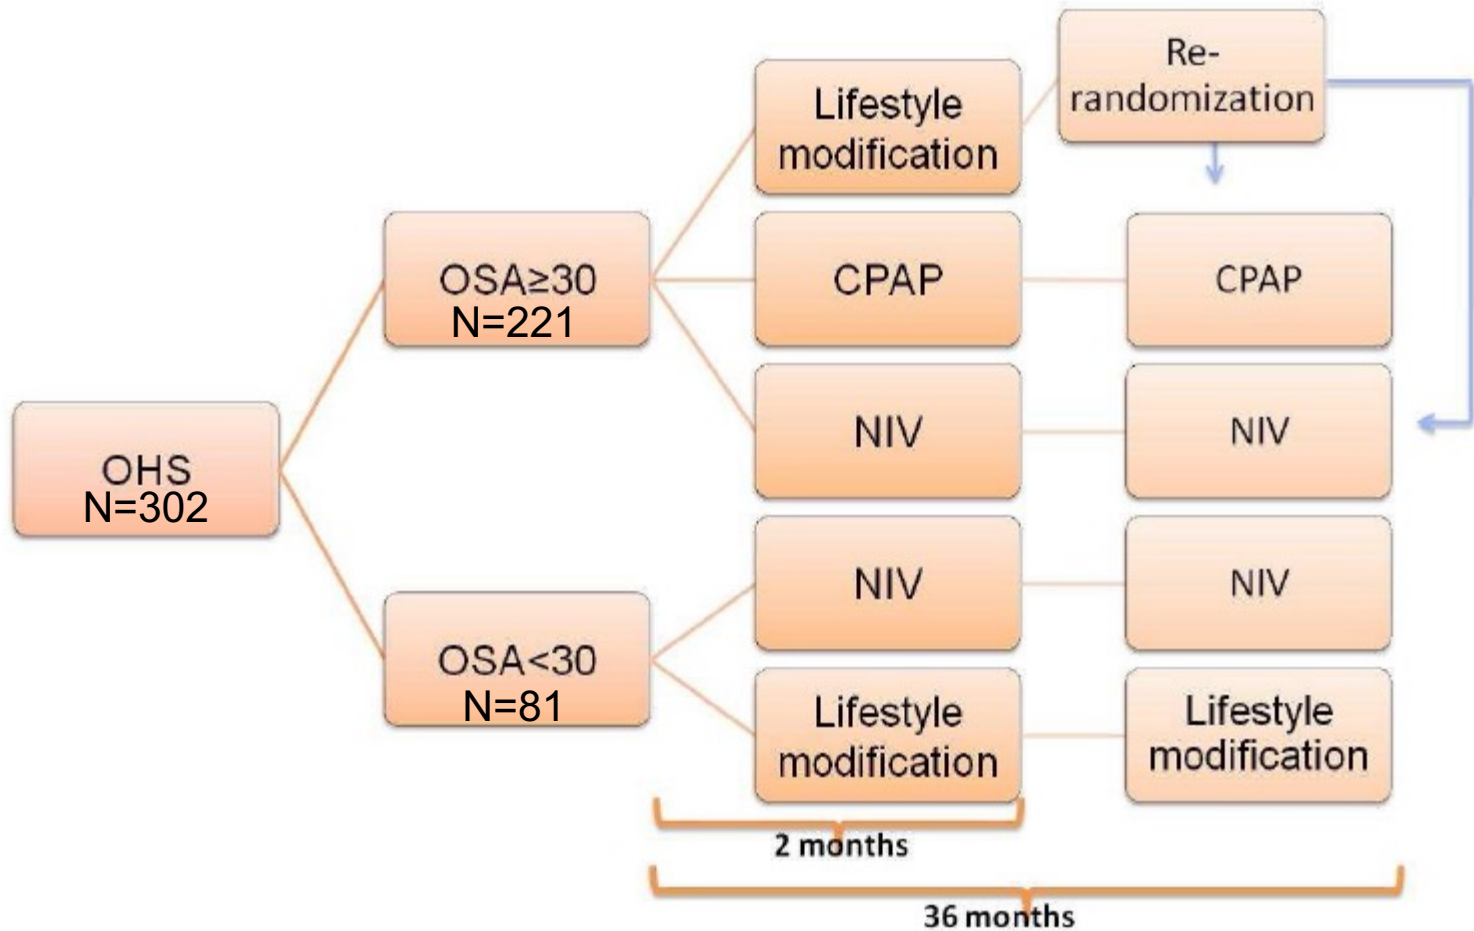 OHS
N=302
OSA≥30
N=221
OSA<30
N=81
Lifestyle
modification
CPAP
NIV
NIV
Lifestyle
modification
Re-
randomization
CPAP
NIV
NIV
Lifestyle
modification
2 months
36 months